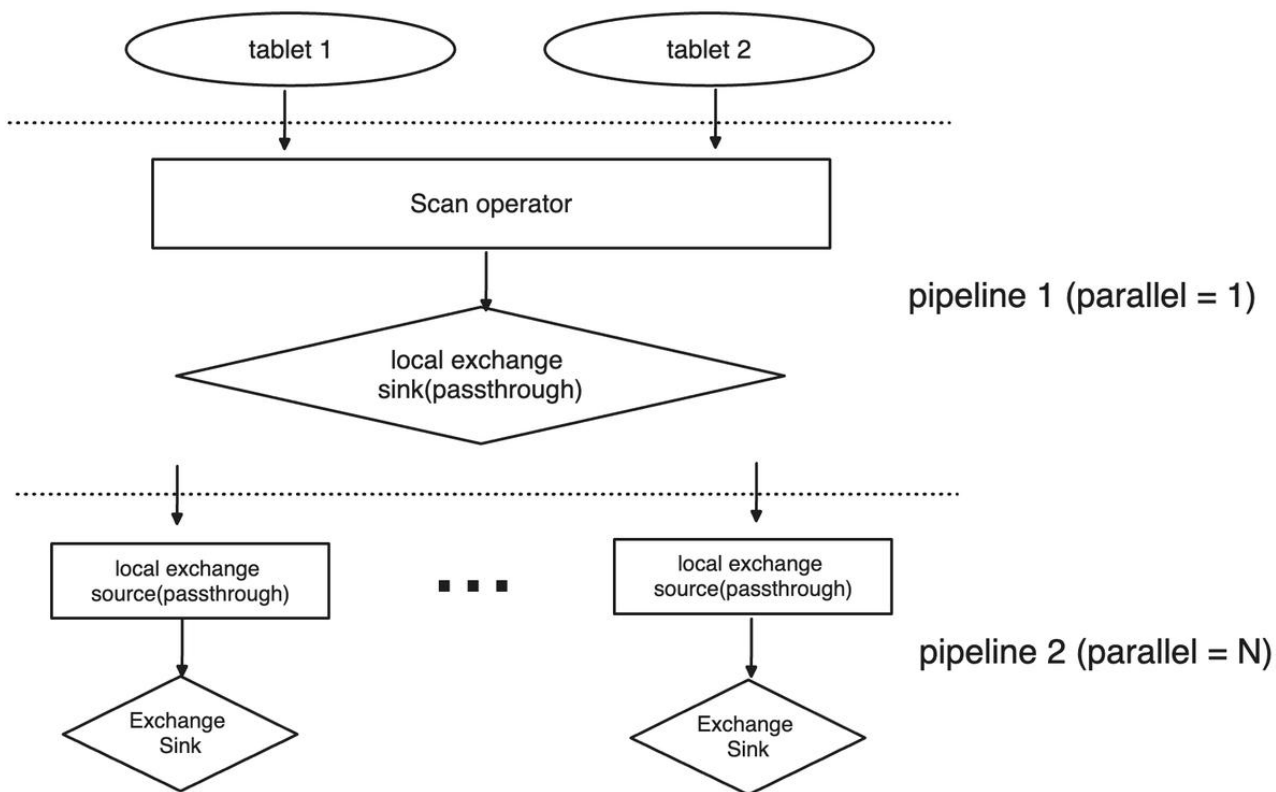 tablet 1
tablet 2
Scan operator
pipeline 1 (parallel = 1)
local exchange
sink(passthrough)
local exchange
source(passthrough)
local exchange
source(passthrough)
pipeline 2 (parallel = N)
Exchange
Sink
Exchange
Sink